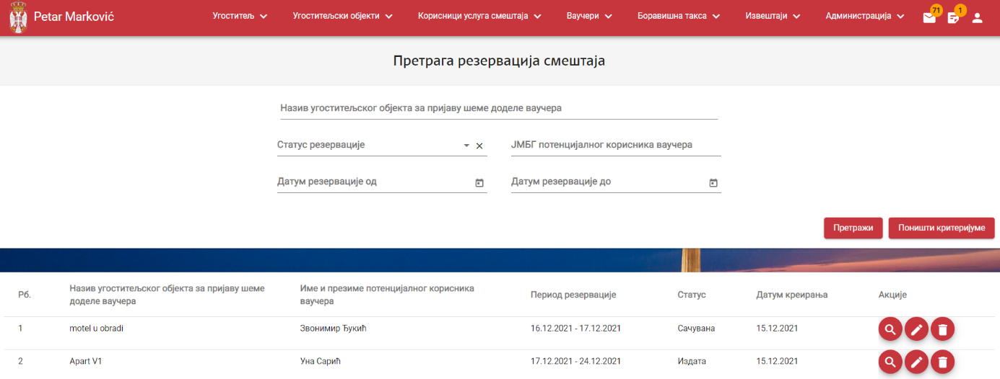 Petar Marković Угоститељ Угоститељски објекти Корисници услуга смештаја Ваучери Боравишна такса Извештаји Администрација 71 1
Претрага резервација смештаја
Назив угоститељског објекта за пријаву шеме доделе ваучера
Статус резервације ЈМБГ потенцијалног корисника ваучера
Датум резервације од Датум резервације до
Претражи Поништи критеријуме
Рб. Назив угоститељског објекта за пријаву шеме доделе ваучера Име и презиме потенцијалног корисника ваучера Период резервације Статус Датум креирања Акције
1 motel u obradi Звонимир Ђукић 16.12.2021 - 17.12.2021 Сачувана 15.12.2021
2 Apart V1 Уна Сарић 17.12.2021 - 24.12.2021 Издата 15.12.2021